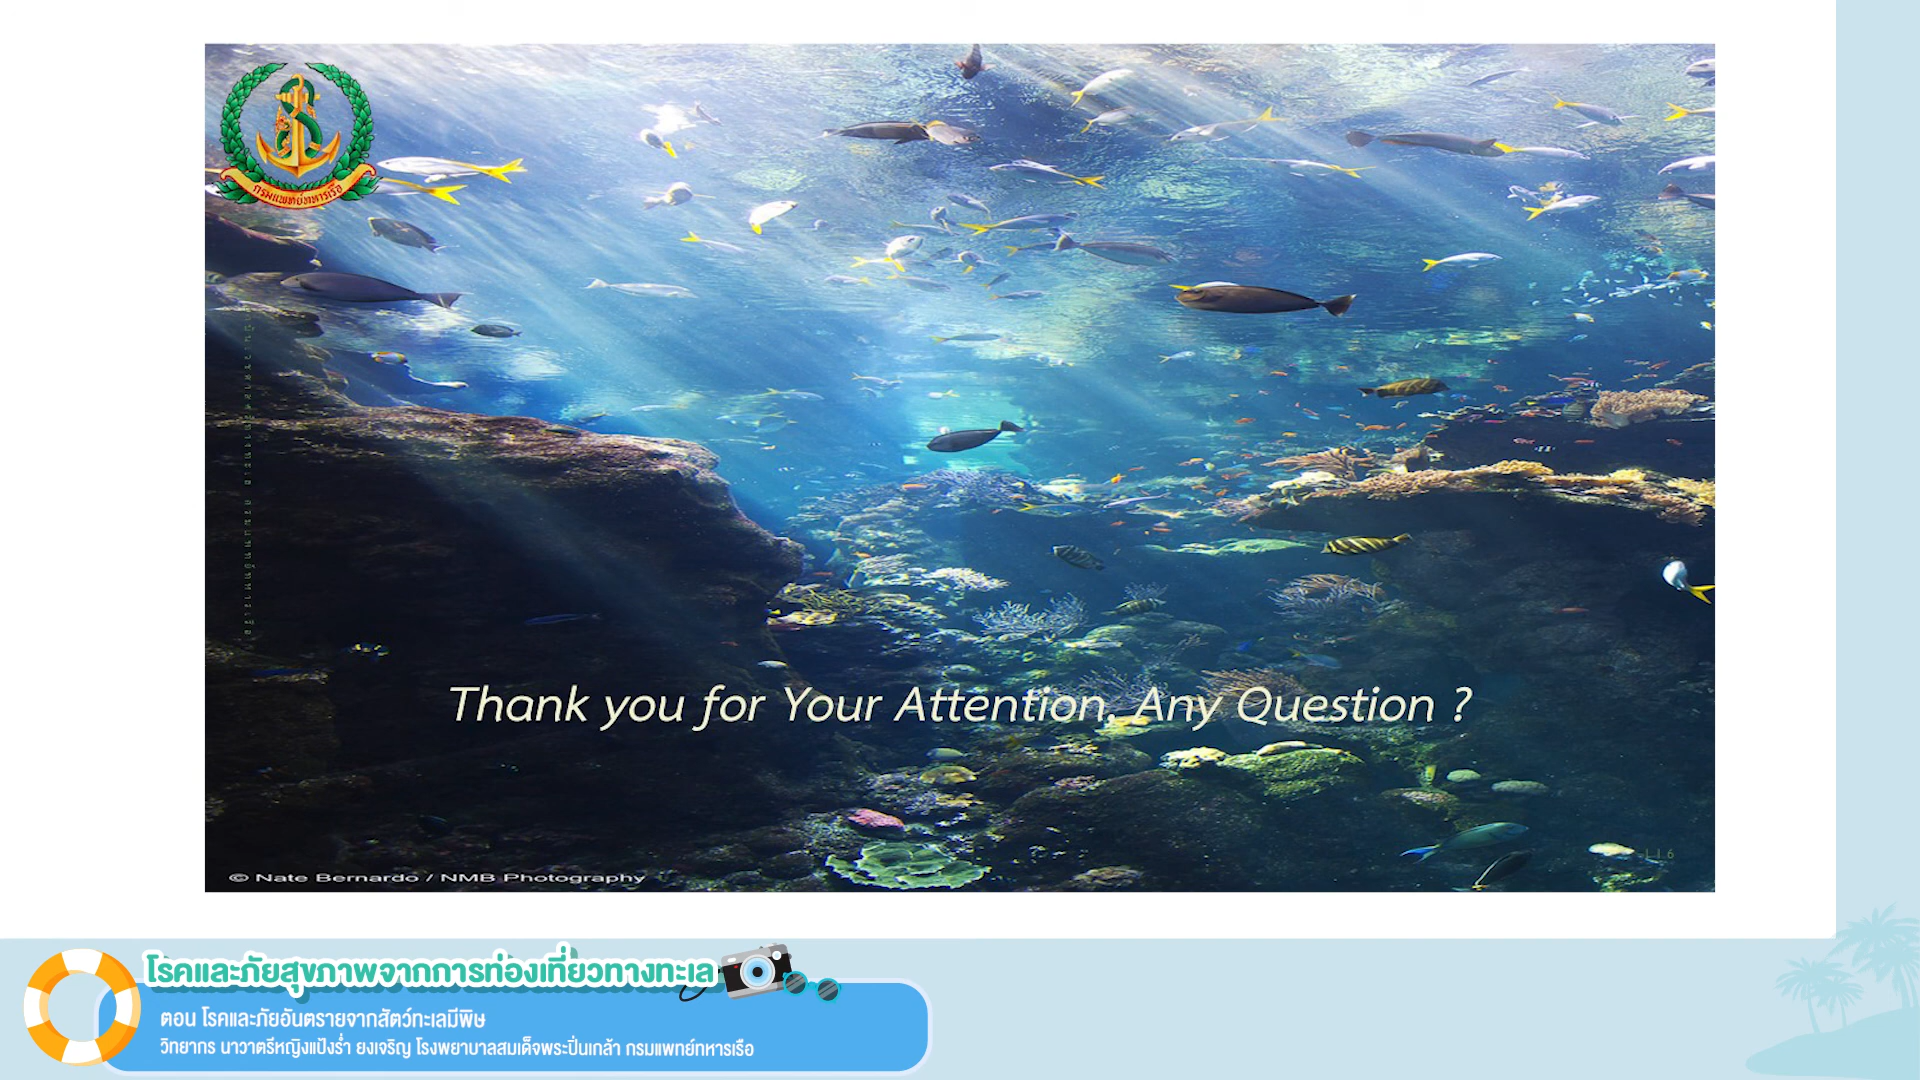 กรมแพทย์ทหารเรือ
Thank you for Your Attention, Any Question ?
© Nate Bernardo / NMB Photography
116
โรคและภัยสุขภาพจากการท่องเที่ยวทางทะเล
ตอน โรคและภัยอันตรายจากสัตว์ทะเลมีพิษ
วิทยากร นาวาตรีหญิงแป้งร่ำ ยงเจริญ โรงพยาบาลสมเด็จพระปิ่นเกล้า กรมแพทย์ทหารเรือ